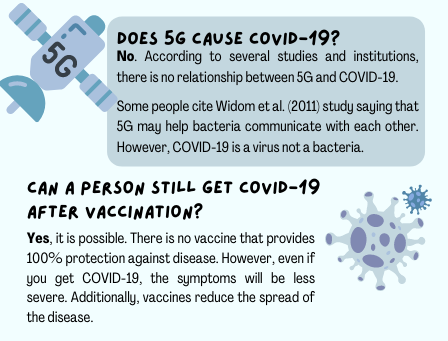 5G
DOES 5G CAUSE COVID-19?
No. According to several studies and institutions,
there is no relationship between 5G and COVID-19.
Some people cite Widom et al. (2011) study saying that
5G may help bacteria communicate with each other.
However, COVID-19 is a virus not a bacteria.
CAN A PERSON STILL GET COVID-19
AFTER VACCINATION?
Yes, it is possible. There is no vaccine that provides
100% protection against disease. However, even if
you get COVID-19, the symptoms will be less
severe. Additionally, vaccines reduce the spread of
the disease.